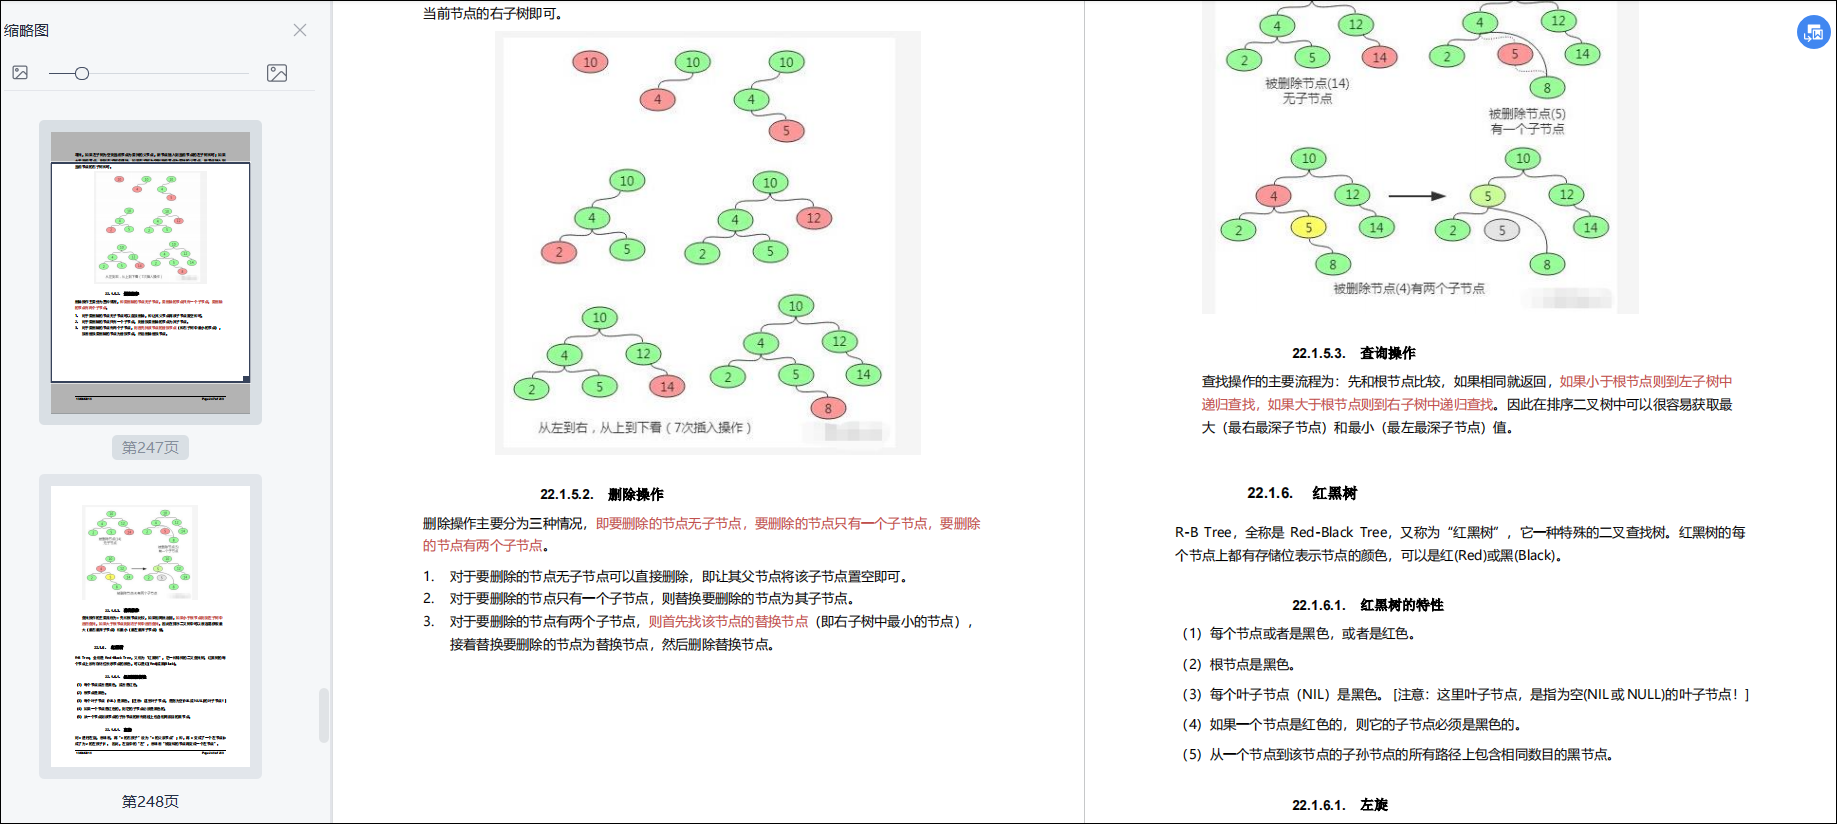 缩略图
第247页
第248页
当前节点的右子树即可。
10
10
4
10
4
5
10
4
2
5
10
4
12
2
5
10
4
12
2
5
14
10
4
12
2
5
14
8
从左到右，从上到下看（7次插入操作）
22.1.5.2. 删除操作
删除操作主要分为三种情况，即要删除的节点无子节点，要删除的节点只有一个子节点，要删除
的节点有两个子节点。
1. 对于要删除的节点无子节点可以直接删除，即让其父节点将该子节点置空即可。
2. 对于要删除的节点只有一个子节点，则替换要删除的节点为其子节点。
3. 对于要删除的节点有两个子节点，则首先找该节点的替换节点（即右子树中最小的节点），
接着替换要删除的节点为替换节点，然后删除替换节点。
4
12
2
5
14
被删除节点(14)
无子节点
4
12
2
5
14
8
被删除节点(5)
有一个子节点
10
4
12
2
5
14
8
10
5
12
2
5
14
8
被删除节点(4)有两个子节点
22.1.5.3. 查询操作
查找操作的主要流程为：先和根节点比较，如果相同就返回，如果小于根节点则到左子树中
递归查找，如果大于根节点则到右子树中递归查找。因此在排序二叉树中可以很容易获取最
大（最右最深子节点）和最小（最左最深子节点）值。
22.1.6. 红黑树
R-B Tree，全称是 Red-Black Tree，又称为“红黑树”，它一种特殊的二叉查找树。红黑树的每
个节点上都有存储位表示节点的颜色，可以是红(Red)或黑(Black)。
22.1.6.1. 红黑树的特性
（1）每个节点或者是黑色，或者是红色。
（2）根节点是黑色。
（3）每个叶子节点（NIL）是黑色。 [注意：这里叶子节点，是指为空(NIL 或 NULL)的叶子节点！]
（4）如果一个节点是红色的，则它的子节点必须是黑色的。
（5）从一个节点到该节点的子孙节点的所有路径上包含相同数目的黑节点。
22.1.6.1. 左旋